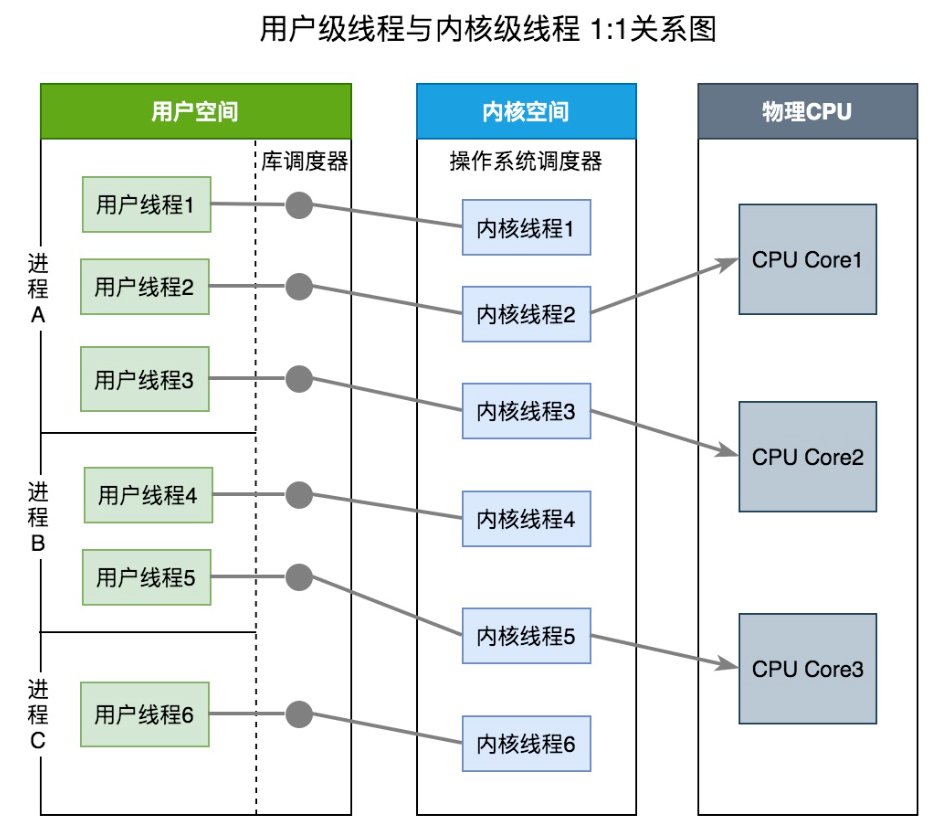 用户级线程与内核级线程 1:1关系图
用户空间
内核空间
物理CPU
库调度器
操作系统调度器
进程A
用户线程1
用户线程2
用户线程3
进程B
用户线程4
用户线程5
进程C
用户线程6
内核线程1
内核线程2
内核线程3
内核线程4
内核线程5
内核线程6
CPU Core1
CPU Core2
CPU Core3